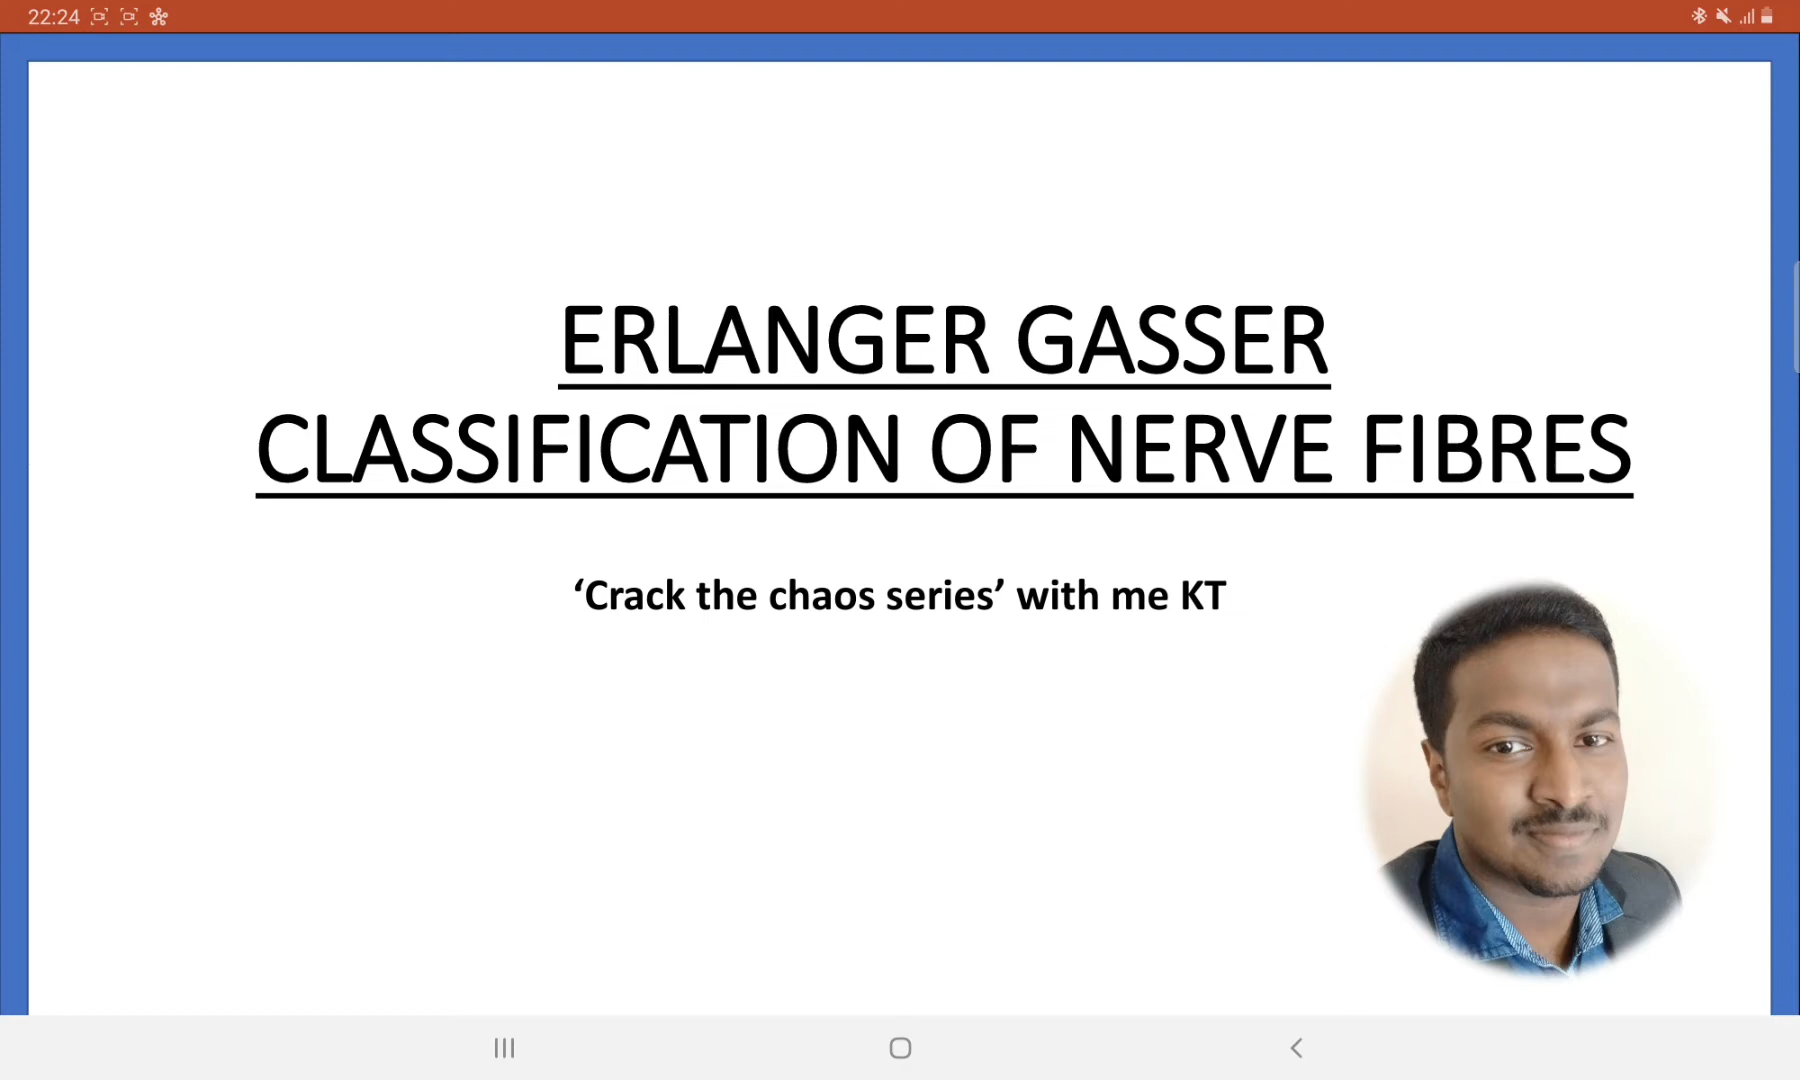 22:24
ERLANGER GASSER
CLASSIFICATION OF NERVE FIBRES
‘Crack the chaos series’ with me KT